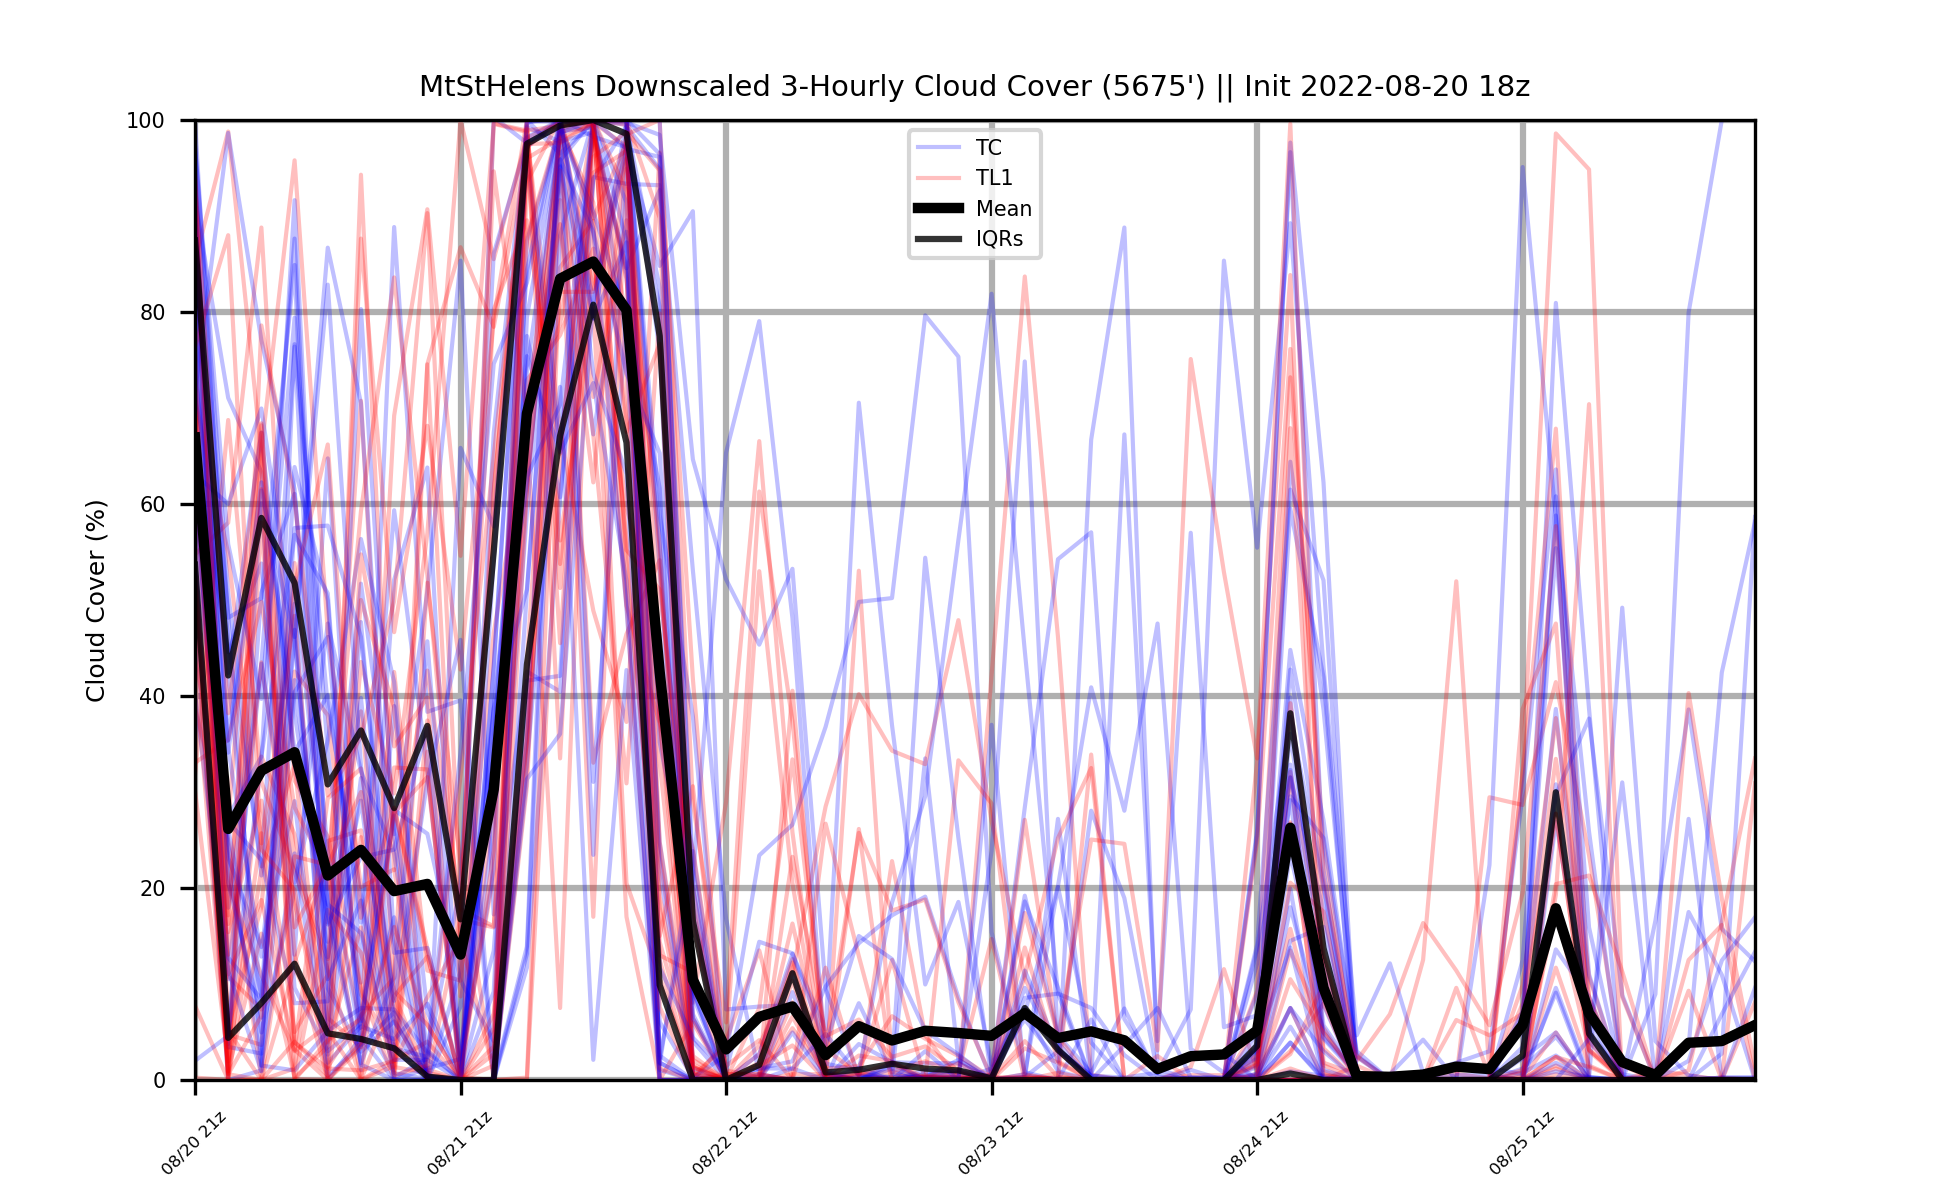 MtStHelens Downscaled 3-Hourly Cloud Cover (5675') || Init 2022-08-20 18z
100
80
60
40
20
0
Cloud Cover (%)
TC
TL1
Mean
IQRs
08/20 21z
08/21 21z
08/22 21z
08/23 21z
08/24 21z
08/25 21z